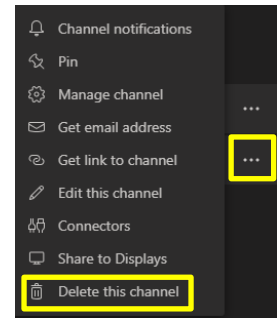 Channel notifications
Pin
Manage channel
Get email address
Get link to channel
Edit this channel
Connectors
Share to Displays
Delete this channel